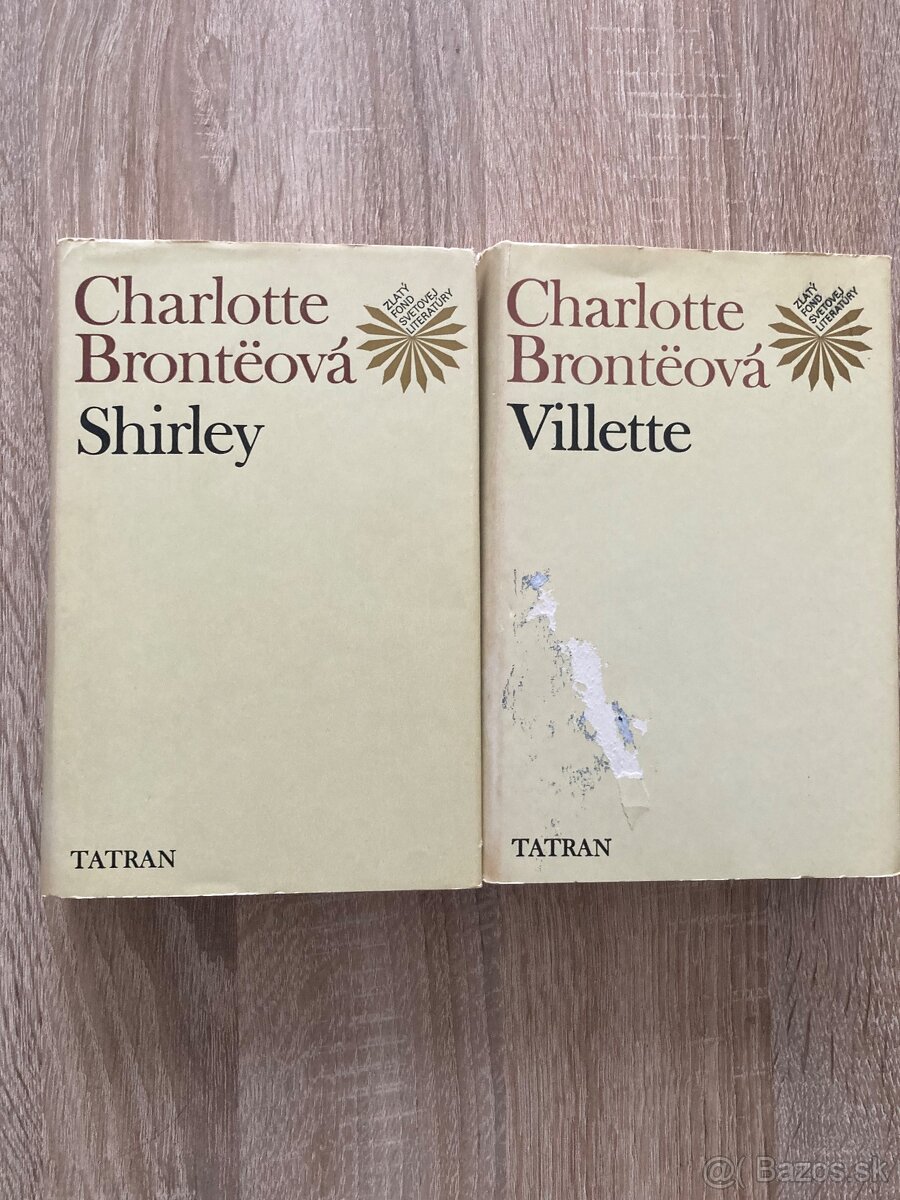 Charlotte
Brontëová
Shirley
ZLATÝ
FOND
SVETOVEJ
LITERATÚRY
TATRAN
Charlotte
Brontëová
Villette
ZLATÝ
FOND
SVETOVEJ
LITERATÚRY
TATRAN
@( Bazos.sk